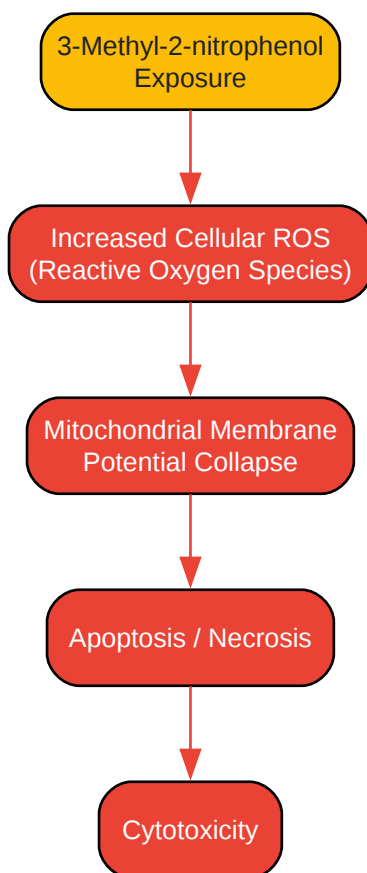 3-Methyl-2-nitrophenol
Exposure
Increased Cellular ROS
(Reactive Oxygen Species)
Mitochondrial Membrane
Potential Collapse
Apoptosis / Necrosis
Cytotoxicity